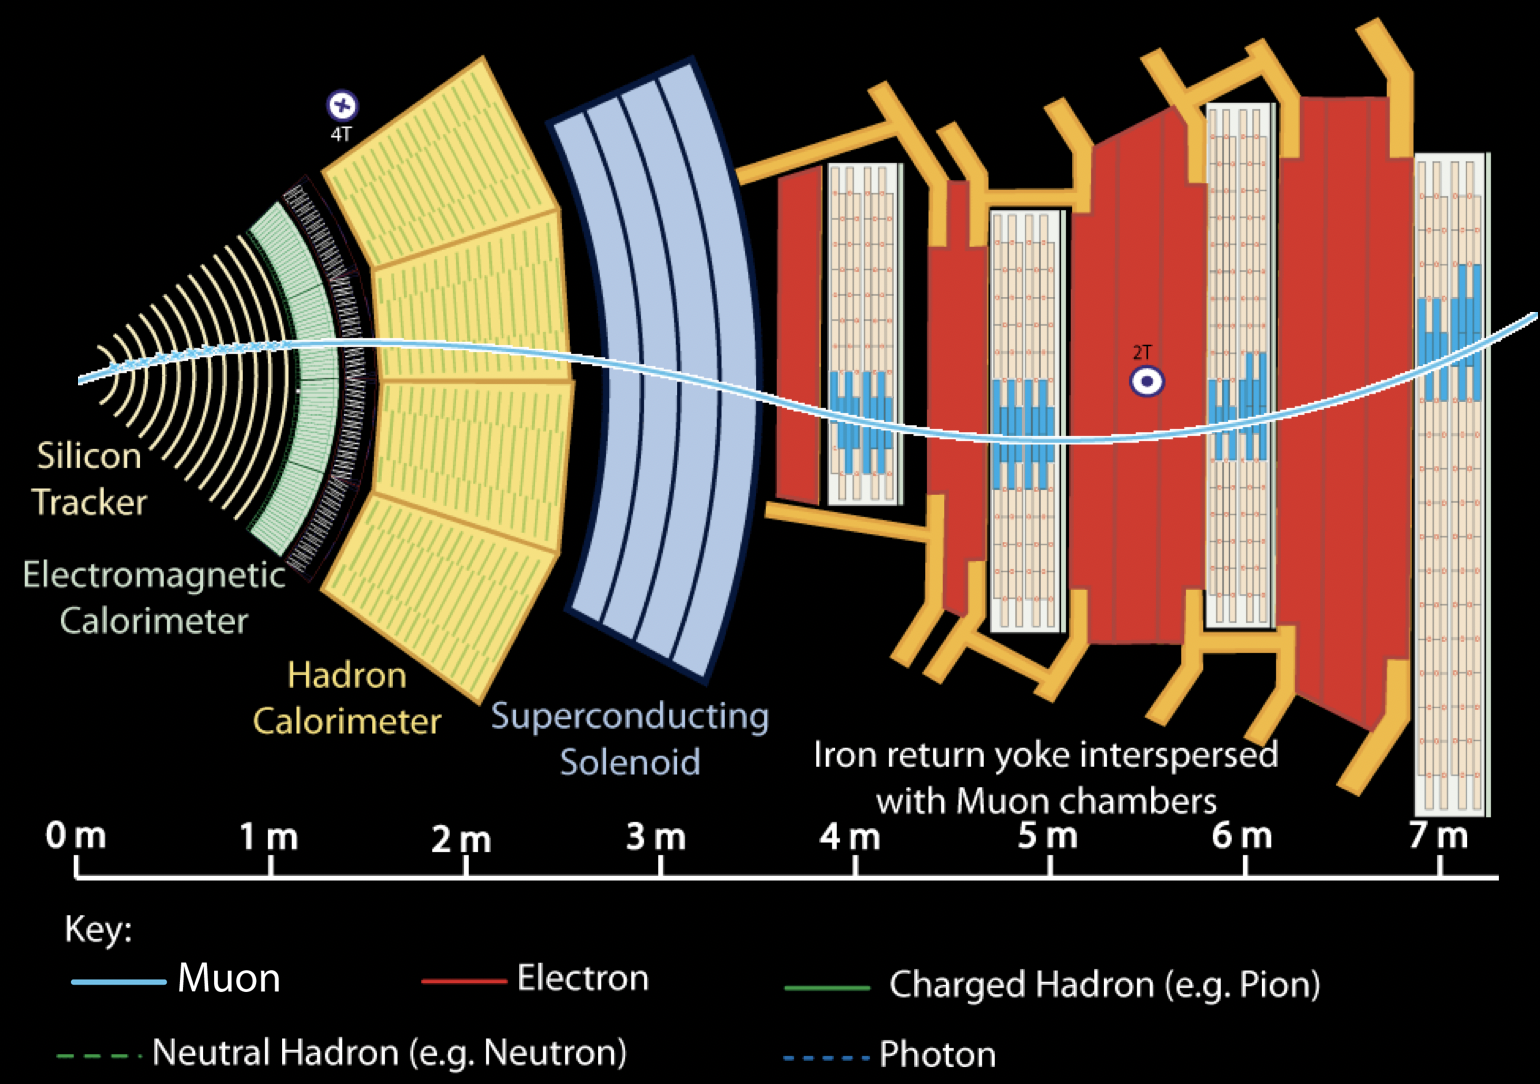 4T
2T
Silicon
Tracker
Electromagnetic
Calorimeter
Hadron
Calorimeter
Superconducting
Solenoid
Iron return yoke interspersed
with Muon chambers
0 m 1 m 2 m 3 m 4 m 5 m 6 m 7 m
Key:
Muon Electron Charged Hadron (e.g. Pion)
Neutral Hadron (e.g. Neutron) Photon